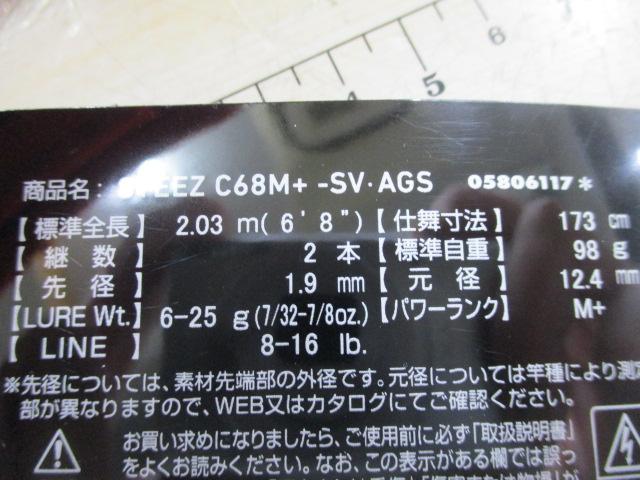 4 5 6 7
商品名: STEEZ C68M+ -SV・AGS 05806117*
【標準全長】 2.03 m(6'8")【仕舞寸法】 173 cm
【継数】 2 本【標準自重】 98 g
【先径】 1.9 mm【元径】 12.4 mm
【LURE Wt.】 6-25 g(7/32-7/8oz.)【パワーランク】 M+
【LINE】 8-16 lb.
※先径については、素材先端部の外径です。元径については竿種により測定
部が異なりますので、WEB又はカタログにてご確認ください。
お買い求めになりましたら、ご使用前に必ず「取扱説明書」
をよくお読みください。なお、この表示が欠落した場合は誤っ